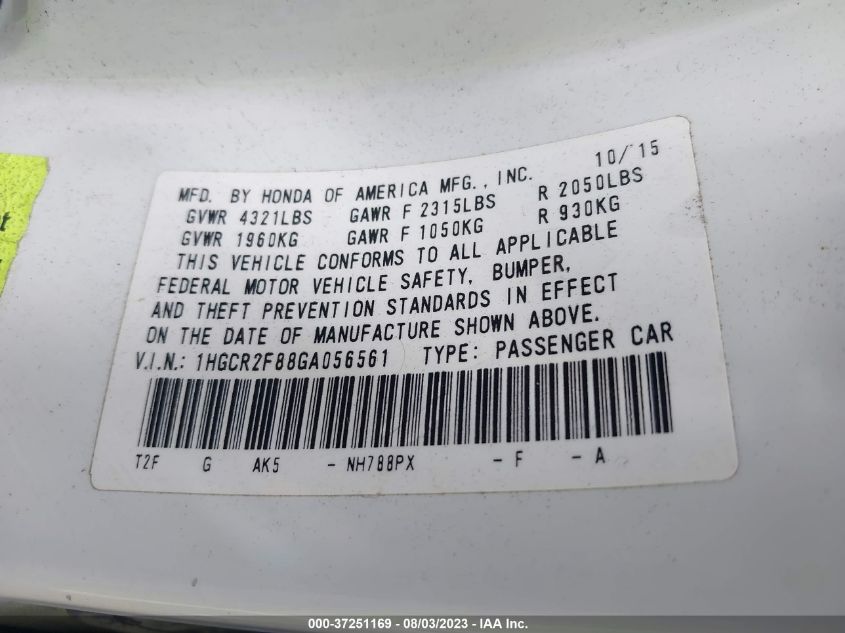 10/'15
MFD. BY HONDA OF AMERICA MFG., INC.
GVWR 4321LBS GAWR F 2315LBS R 2050LBS
GVWR 1960KG GAWR F 1050KG R 930KG
THIS VEHICLE CONFORMS TO ALL APPLICABLE
FEDERAL MOTOR VEHICLE SAFETY, BUMPER,
AND THEFT PREVENTION STANDARDS IN EFFECT
ON THE DATE OF MANUFACTURE SHOWN ABOVE.
V.I.N.: 1HGCR2F88GA056561 TYPE: PASSENGER CAR
T2F G AK5 - NH788PX - F - A
000-37251169 - 08/03/2023 - IAA Inc.